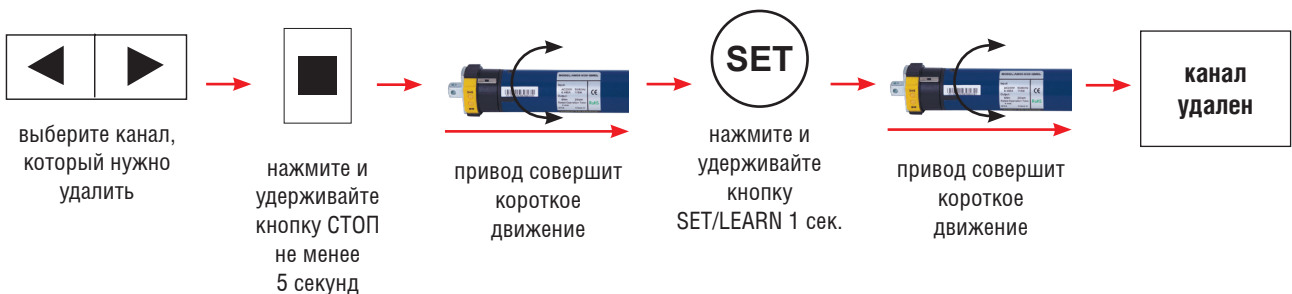 выберите канал,
который нужно
удалить
нажмите и
удерживайте
кнопку СТОП
не менее
5 секунд
привод совершит
короткое
движение
SET
нажмите и
удерживайте
кнопку
SET/LEARN 1 сек.
привод совершит
короткое
движение
канал
удален